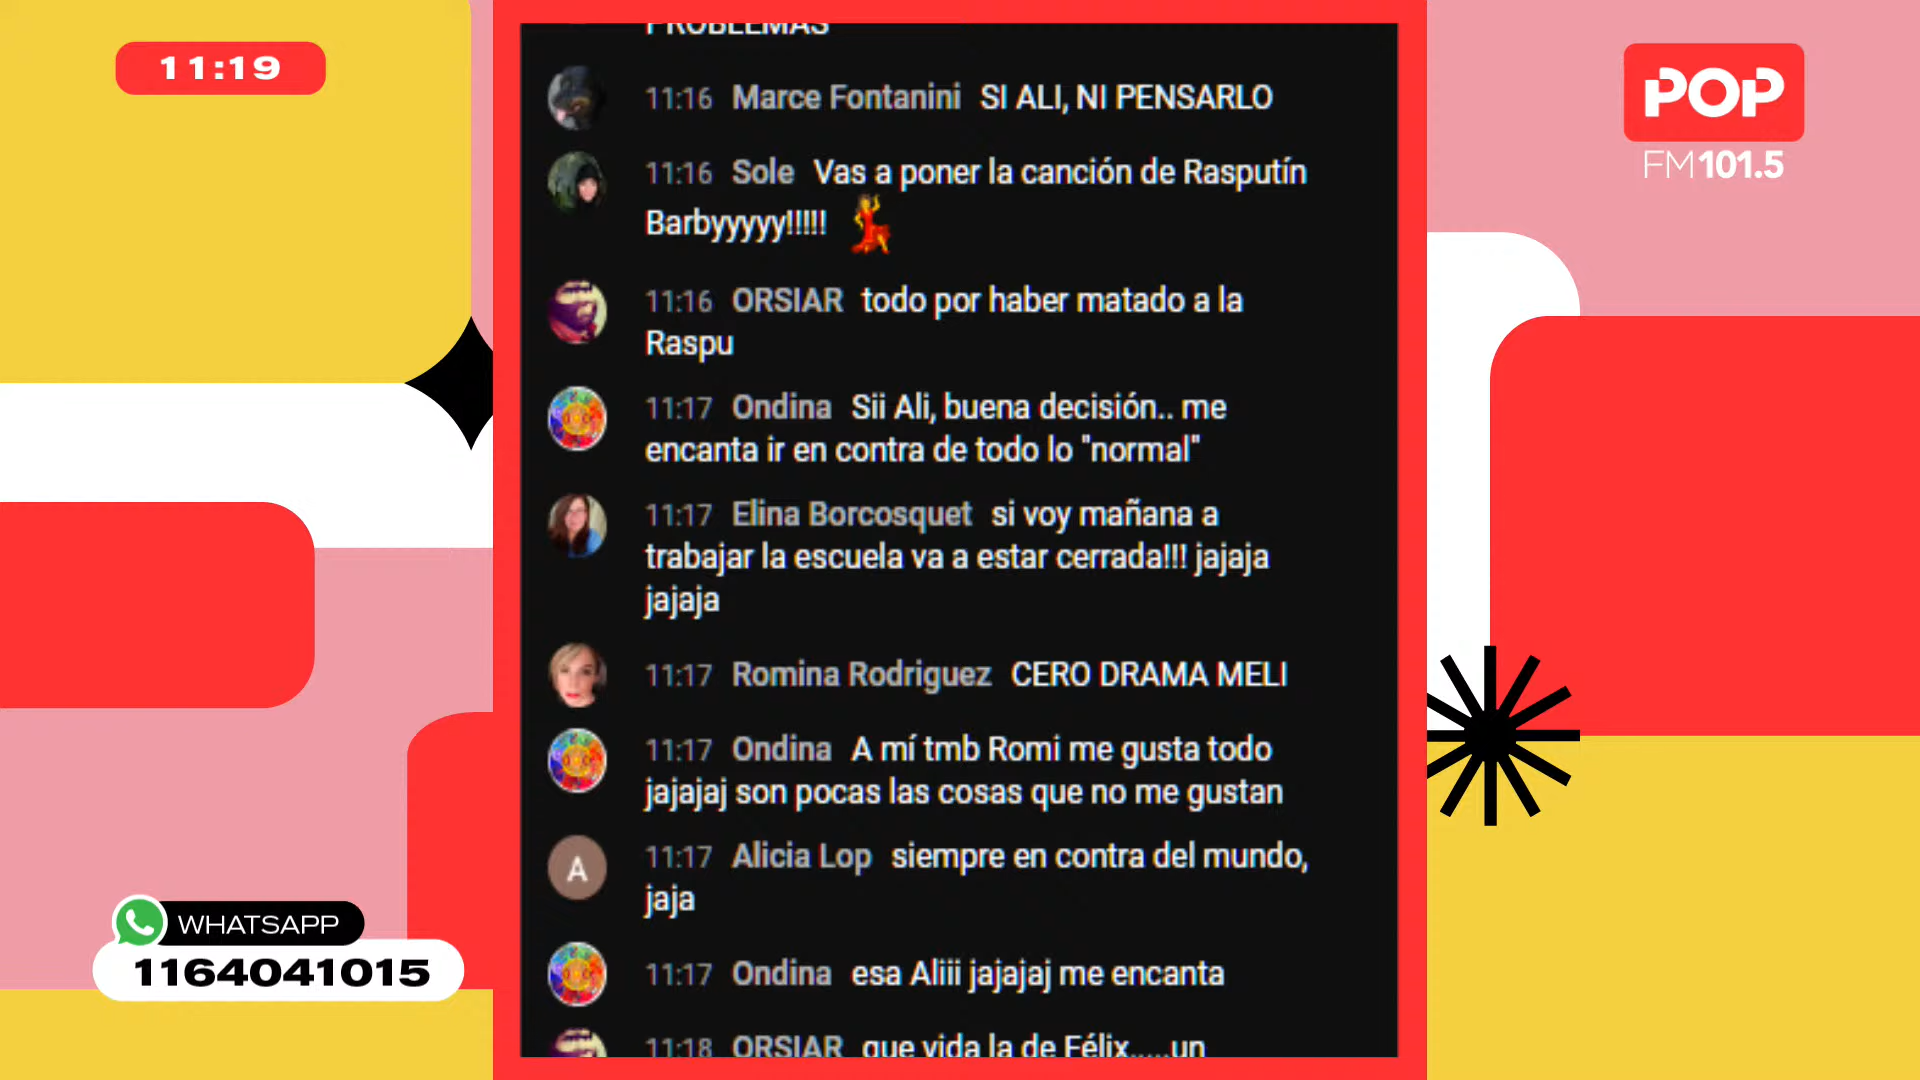 11:19
POP
FM101.5
PROBLEMAS
11:16 Marce Fontanini SI ALI, NI PENSARLO
11:16 Sole Vas a poner la canción de Rasputín
Barbyyyyy!!!!! 💃
11:16 ORSIAR todo por haber matado a la
Raspu
11:17 Ondina Sii Ali, buena decisión.. me
encanta ir en contra de todo lo "normal"
11:17 Elina Borcosquet si voy mañana a
trabajar la escuela va a estar cerrada!!! jajaja
jajaja
11:17 Romina Rodriguez CERO DRAMA MELI
11:17 Ondina A mí tmb Romi me gusta todo
jajajaj son pocas las cosas que no me gustan
A
11:17 Alicia Lop siempre en contra del mundo,
jaja
11:17 Ondina esa Aliii jajajaj me encanta
11:18 ORSIAR que vida la de Félix.....un
WHATSAPP
1164041015